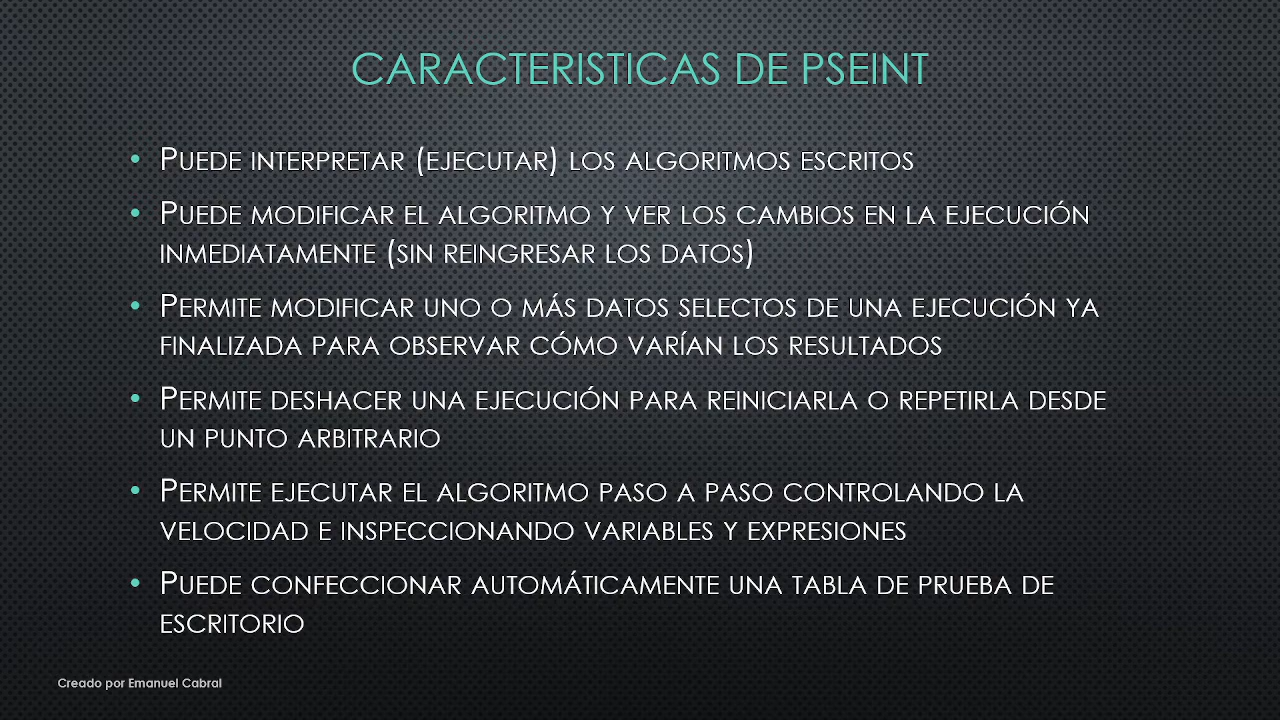 CARACTERISTICAS DE PSEINT
• PUEDE INTERPRETAR (EJECUTAR) LOS ALGORITMOS ESCRITOS
• PUEDE MODIFICAR EL ALGORITMO Y VER LOS CAMBIOS EN LA EJECUCIÓN
INMEDIATAMENTE (SIN REINGRESAR LOS DATOS)
• PERMITE MODIFICAR UNO O MÁS DATOS SELECTOS DE UNA EJECUCIÓN YA
FINALIZADA PARA OBSERVAR CÓMO VARÍAN LOS RESULTADOS
• PERMITE DESHACER UNA EJECUCIÓN PARA REINICIARLA O REPETIRLA DESDE
UN PUNTO ARBITRARIO
• PERMITE EJECUTAR EL ALGORITMO PASO A PASO CONTROLANDO LA
VELOCIDAD E INSPECCIONANDO VARIABLES Y EXPRESIONES
• PUEDE CONFECCIONAR AUTOMÁTICAMENTE UNA TABLA DE PRUEBA DE
ESCRITORIO
Creado por Emanuel Cabral